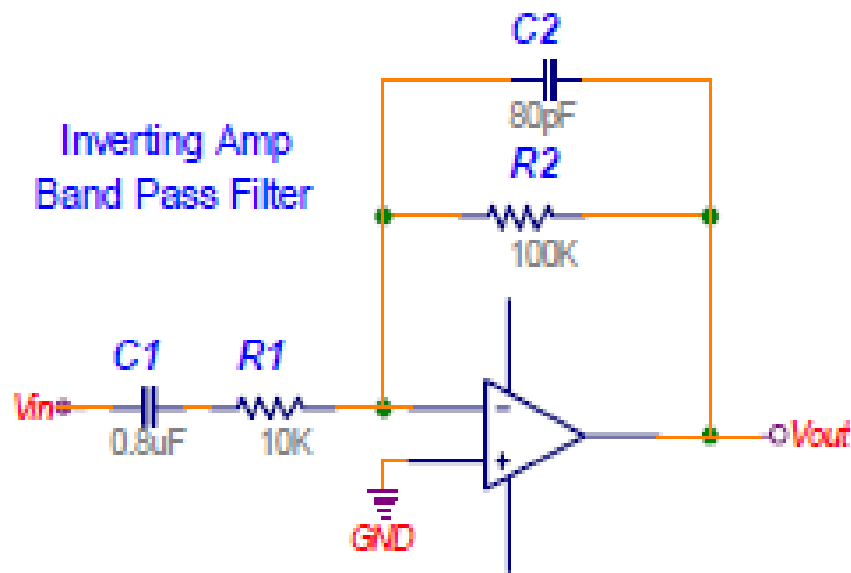 C2
80pF
Inverting Amp
Band Pass Filter
R2
100K
C1
R1
Vin
0.8uF
10K
-
+
GND
Vout